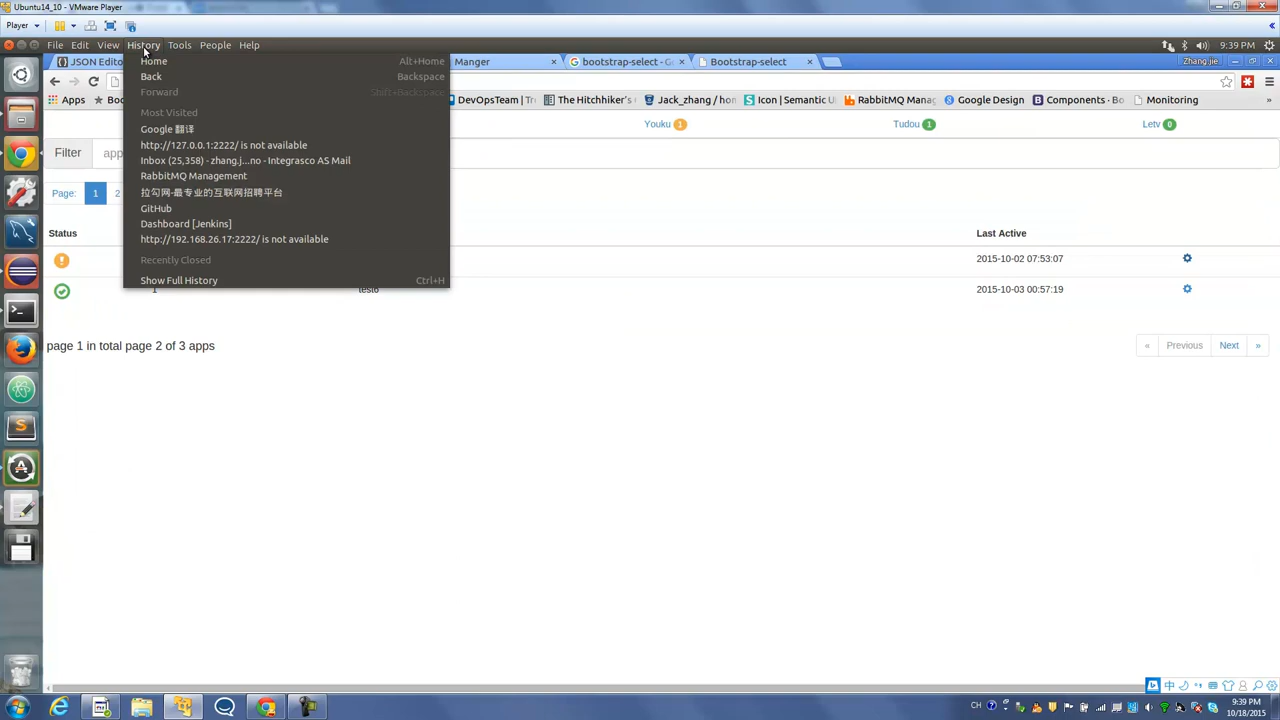 Ubuntu14_10 - VMware Player
Player
File Edit View History Tools People Help 9:39 PM
JSON Edito Manger bootstrap-select - G Bootstrap-select Zhang jie
Home Alt+Home
Back Backspace
Forward Shift+Backspace
Apps Boo DevOpsTeam | Tr The Hitchhiker's Jack_zhang / hom Icon | Semantic U RabbitMQ Manag Google Design Components · Bo Monitoring »
Most Visited
Google 翻译
http://127.0.0.1:2222/ is not available
Inbox (25,358) - zhang.j...no - Integrasco AS Mail
RabbitMQ Management
拉勾网-最专业的互联网招聘平台
GitHub
Dashboard [Jenkins]
http://192.168.26.17:2222/ is not available
Recently Closed
Show Full History Ctrl+H
Youku 1 Tudou 1 Letv 0
Filter app
Page: 1 2
Status Last Active
2015-10-02 07:53:07
1 test6 2015-10-03 00:57:19
page 1 in total page 2 of 3 apps
« Previous Next »
中
CH
9:39 PM
10/18/2015